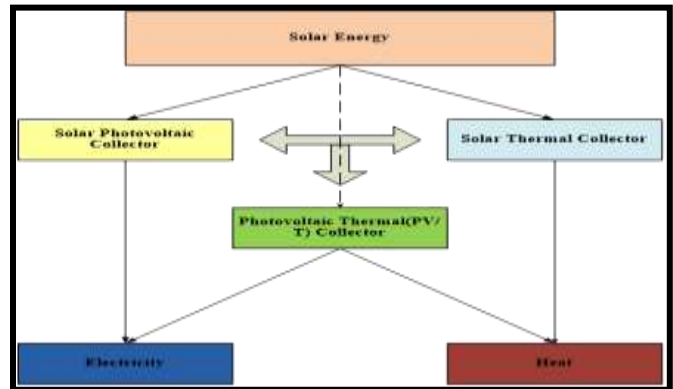 Solar Energy
Solar Photovoltaic
Collector
Solar Thermal Collector
Photovoltaic Thermal(PV/
T) Collector
Electricity
Heat